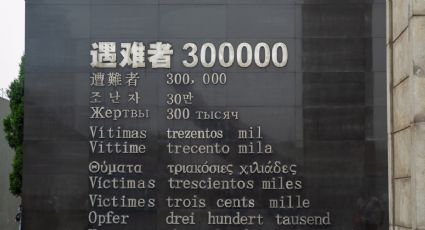 遇难者 300000
遭難者 300,000
조난자 30만
Жертвы 300 тысяч
Vítimas trezentos mil
Vittime trecento mila
Θύματα τριακόσιες χιλιάδες
Víctimas trescientos miles
Victimes trois cents mille
Opfer drei hundert tausend